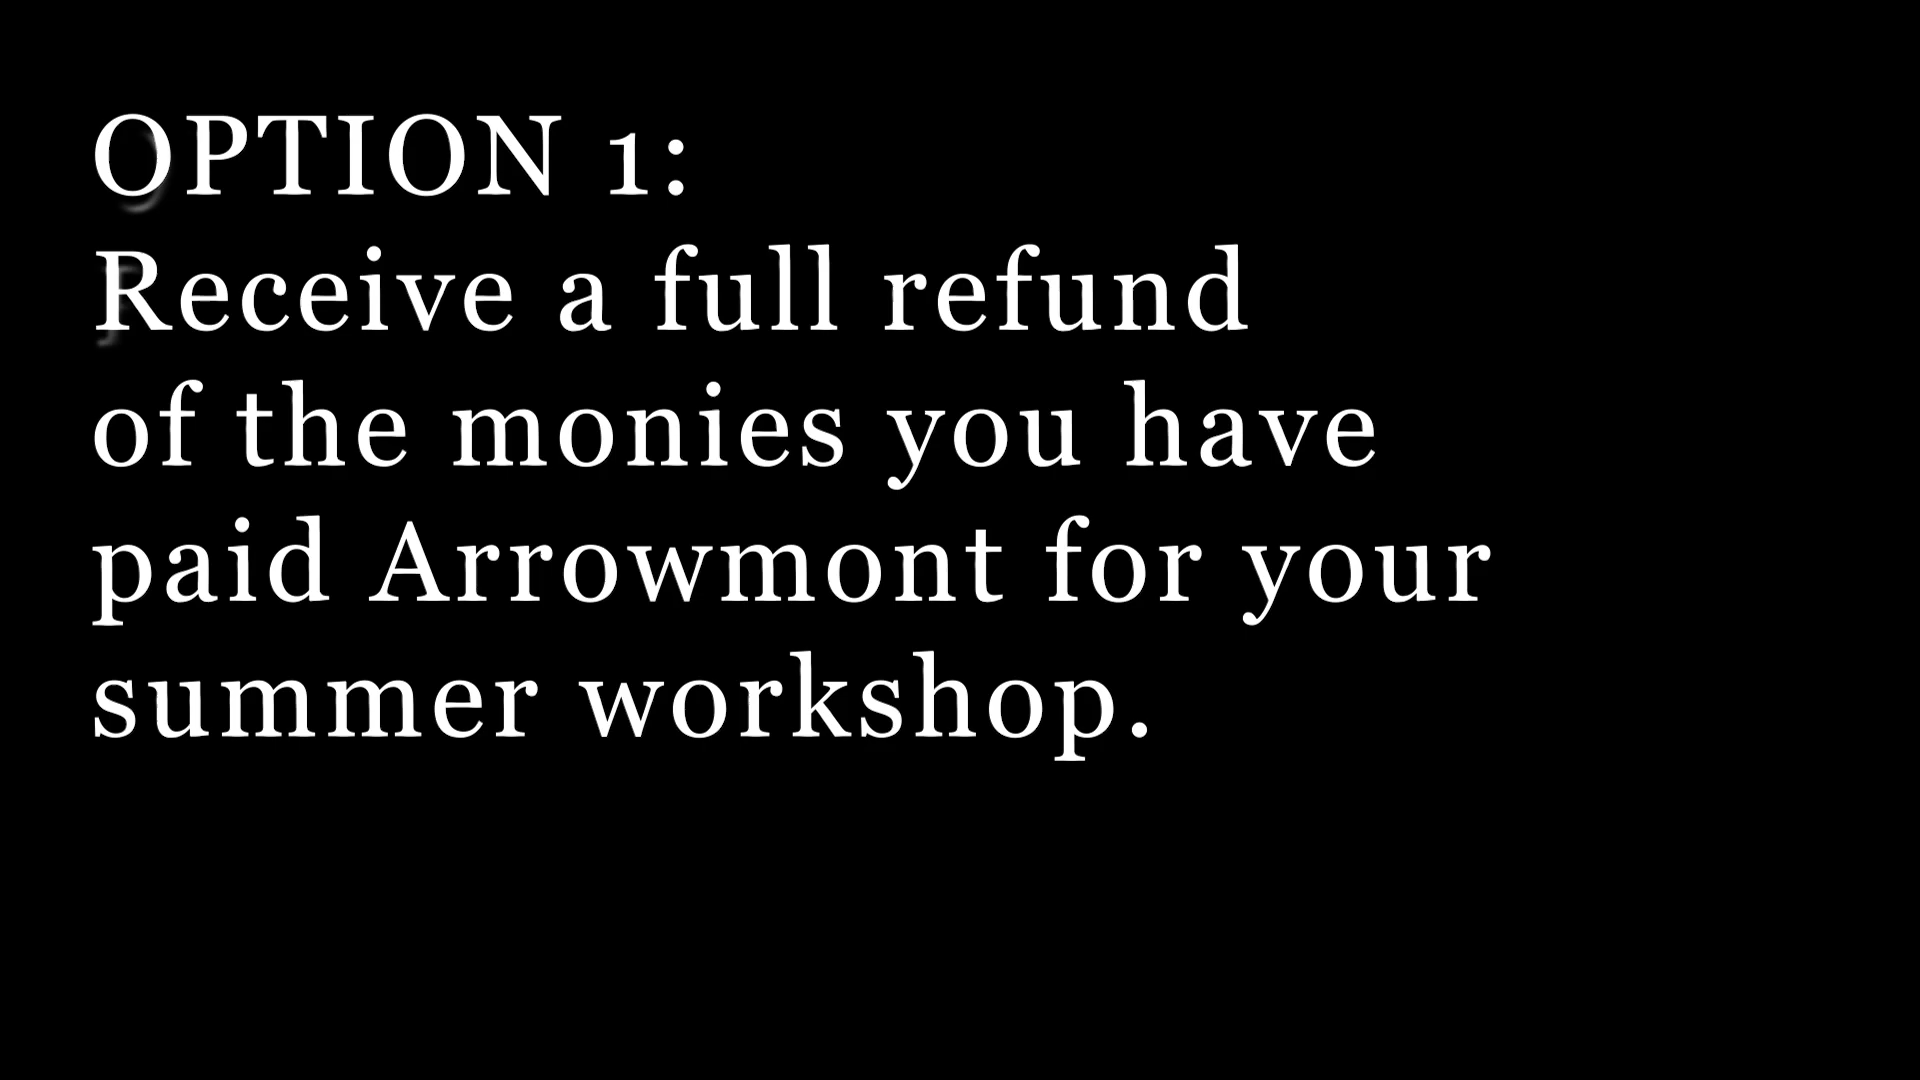 OPTION 1:
Receive a full refund
of the monies you have
paid Arrowmont for your
summer workshop.